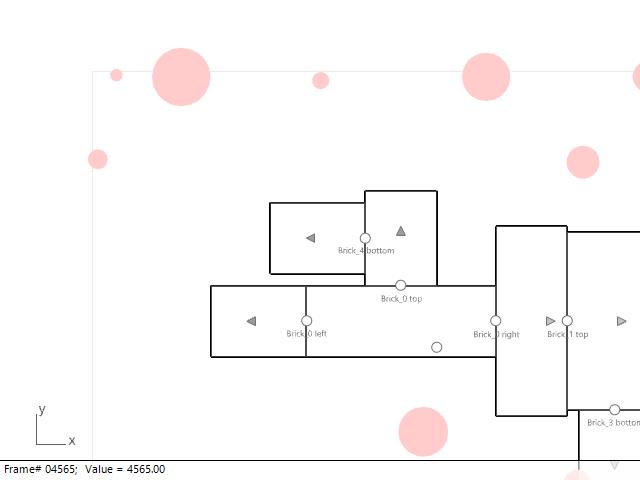 Brick_4 bottom
Brick_0 top
Brick_0 left
Brick_0 right
Brick_1 top
y
x
Brick_3 bottom
Frame# 04565;  Value = 4565.00